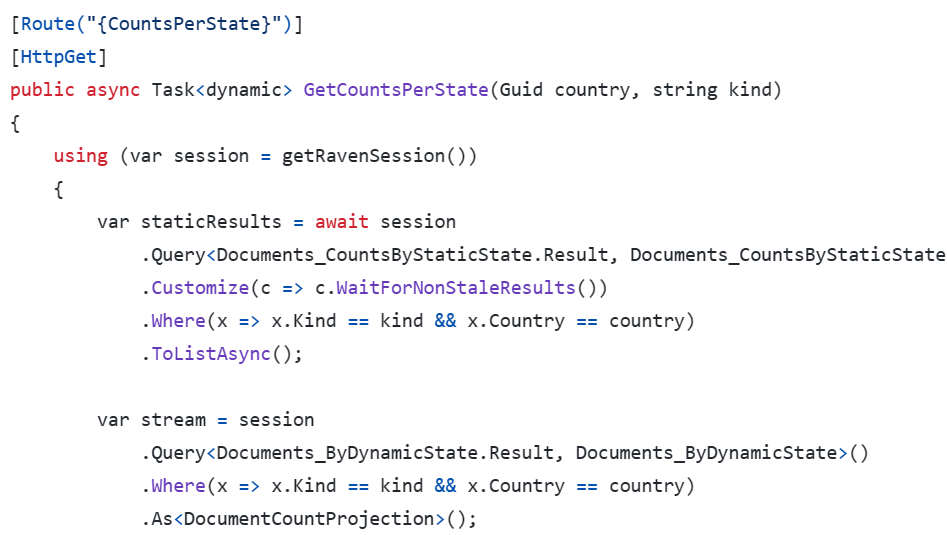 [Route("{CountsPerState}")]
[HttpGet]
public async Task<dynamic> GetCountsPerState(Guid country, string kind)
{
    using (var session = getRavenSession())
    {
        var staticResults = await session
            .Query<Documents_CountsByStaticState.Result, Documents_CountsByStaticState
            .Customize(c => c.WaitForNonStaleResults())
            .Where(x => x.Kind == kind && x.Country == country)
            .ToListAsync();

        var stream = session
            .Query<Documents_ByDynamicState.Result, Documents_ByDynamicState>()
            .Where(x => x.Kind == kind && x.Country == country)
            .As<DocumentCountProjection>();